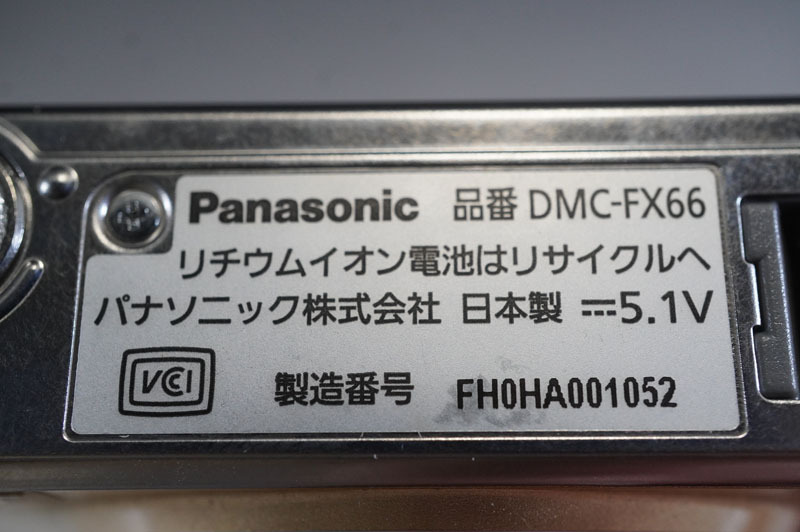 Panasonic 品番 DMC-FX66
リチウムイオン電池はリサイクルへ
パナソニック株式会社 日本製 ⎓5.1V
VCCI 製造番号 FH0HA001052